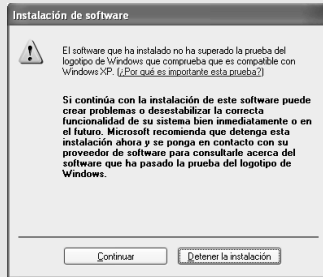 Instalación de software
El software que ha instalado no ha superado la prueba del
logotipo de Windows que comprueba que es compatible con
Windows XP. (¿Por qué es importante esta prueba?)
Si continúa con la instalación de este software puede
crear problemas o desestabilizar la correcta
funcionalidad de su sistema bien inmediatamente o en
el futuro. Microsoft recomienda que detenga esta
instalación ahora y se ponga en contacto con su
proveedor de software para consultarle acerca del
software que ha pasado la prueba del logotipo de
Windows.
Continuar
Detener la instalación